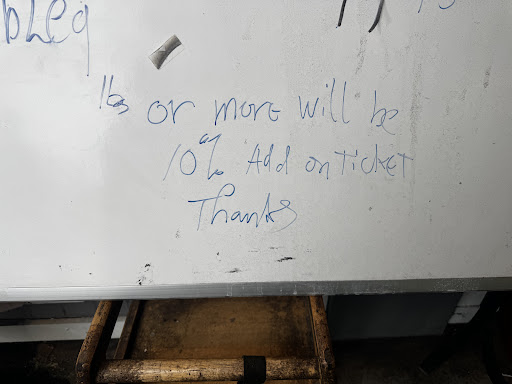 lbs or more will be
10% Add on Ticket
Thanks